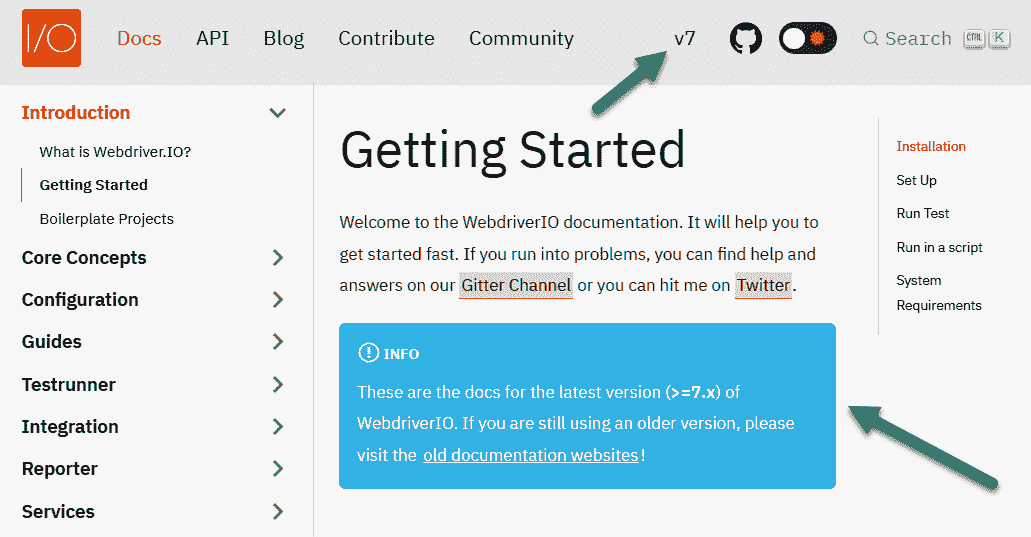 I/O
Docs API Blog Contribute Community v7 Search CTRL K
Introduction
What is Webdriver.IO?
Getting Started
Boilerplate Projects
Core Concepts
Configuration
Guides
Testrunner
Integration
Reporter
Services
Getting Started
Welcome to the WebdriverIO documentation. It will help you to
get started fast. If you run into problems, you can find help and
answers on our Gitter Channel or you can hit me on Twitter.
INFO
These are the docs for the latest version (>=7.x) of
WebdriverIO. If you are still using an older version, please
visit the old documentation websites!
Installation
Set Up
Run Test
Run in a script
System
Requirements